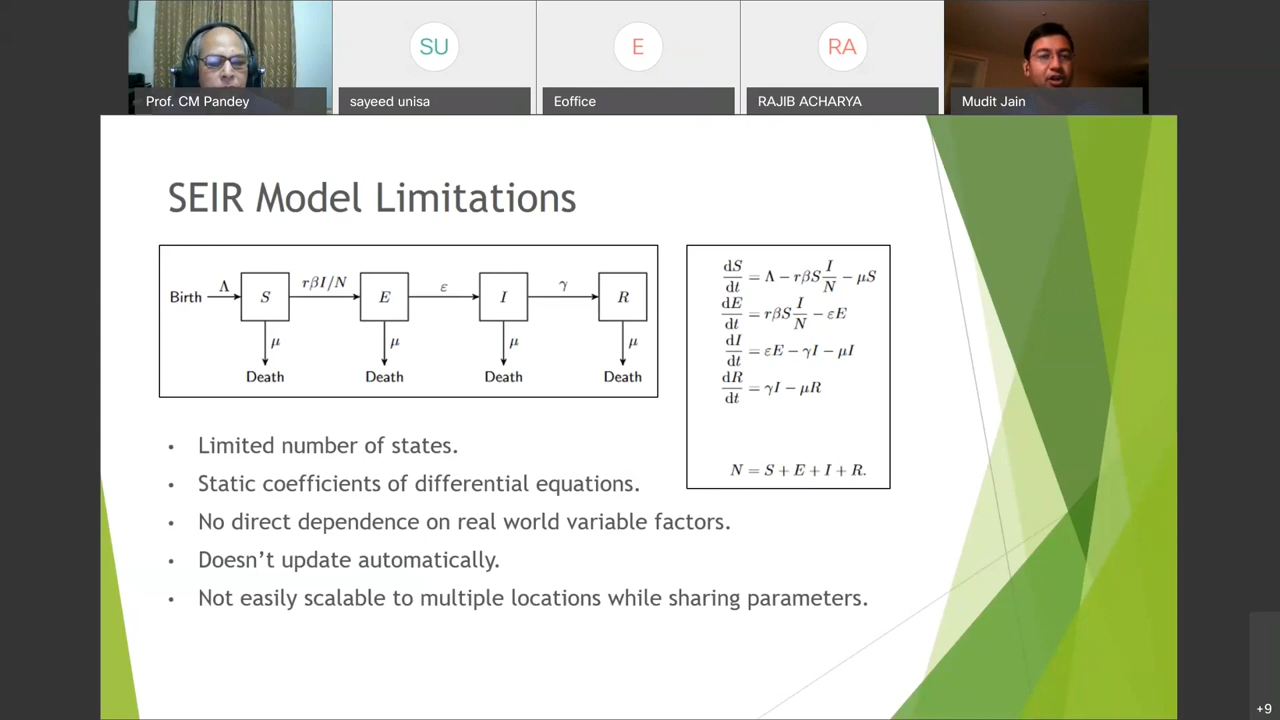 SU
E
RA
Prof. CM Pandey
sayeed unisa
Eoffice
RAJIB ACHARYA
Mudit Jain
SEIR Model Limitations
Birth Λ S rβI/N E ε I γ R
μ μ μ μ
Death Death Death Death
dS/dt = Λ − rβS I/N − μS
dE/dt = rβS I/N − εE
dI/dt = εE − γI − μI
dR/dt = γI − μR
N = S + E + I + R.
• Limited number of states.
• Static coefficients of differential equations.
• No direct dependence on real world variable factors.
• Doesn’t update automatically.
• Not easily scalable to multiple locations while sharing parameters.
+9